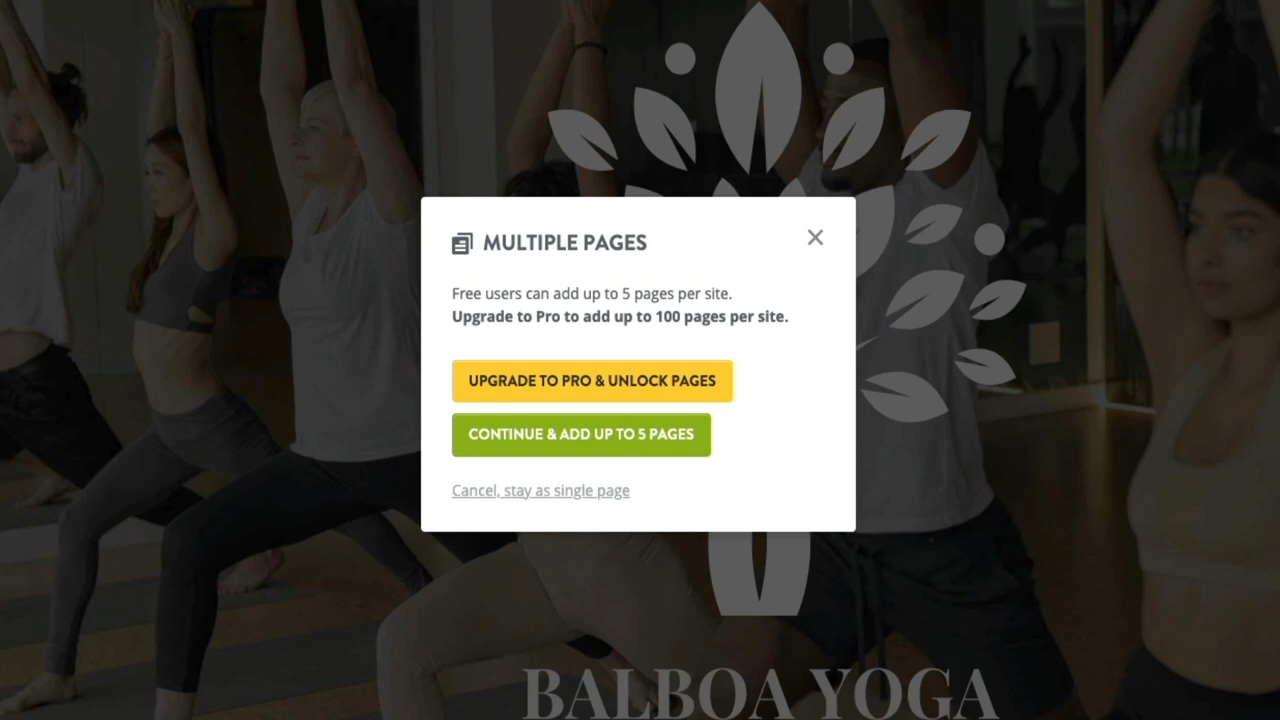 MULTIPLE PAGES
Free users can add up to 5 pages per site.
Upgrade to Pro to add up to 100 pages per site.
UPGRADE TO PRO & UNLOCK PAGES
CONTINUE & ADD UP TO 5 PAGES
Cancel, stay as single page
BALBOA YOGA